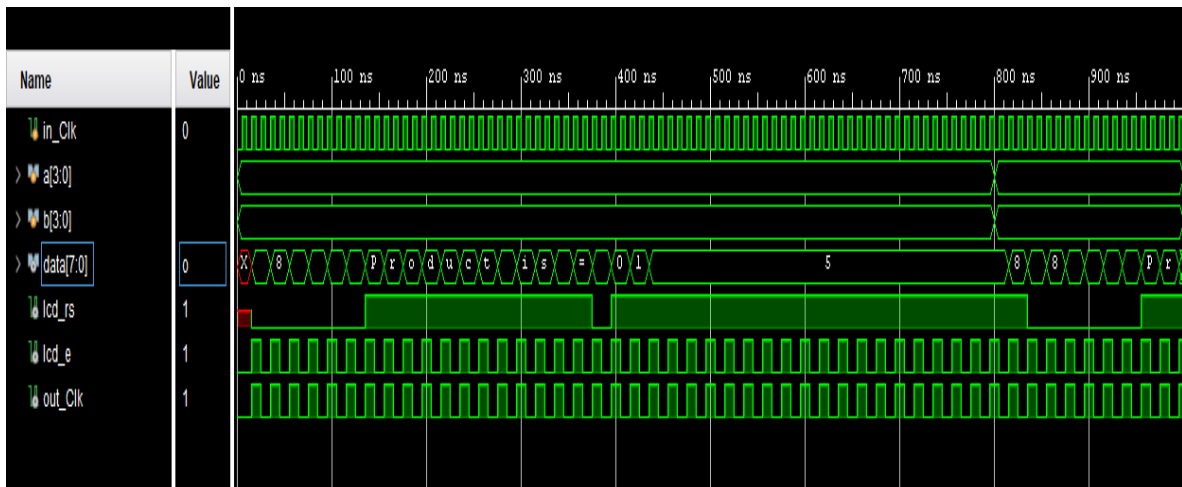 Name Value 0 ns 100 ns 200 ns 300 ns 400 ns 500 ns 600 ns 700 ns 800 ns 900 ns
in_Clk 0
a[3:0]
b[3:0]
data[7:0] o X 8 P r o d u c t i s = 0 1 5 8 8 P r
lcd_rs 1
lcd_e 1
out_Clk 1